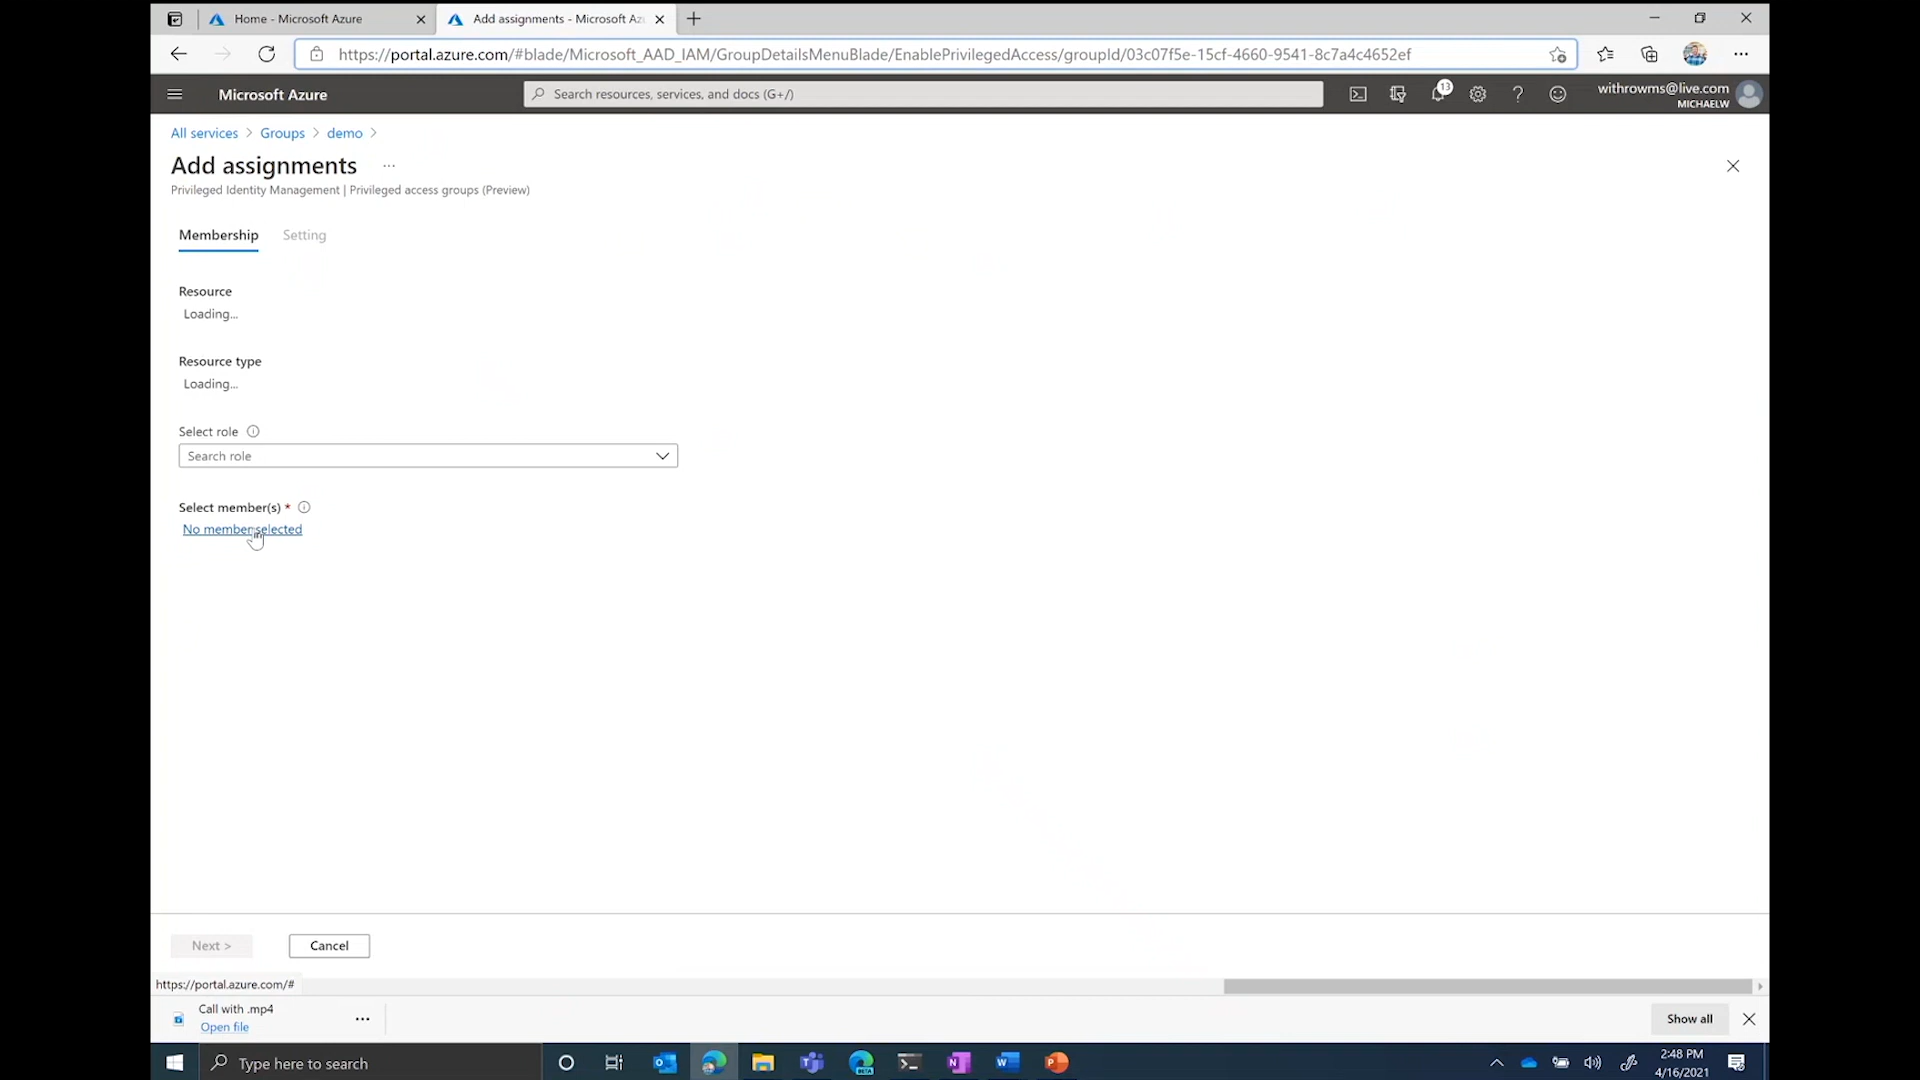 Home - Microsoft Azure
Add assignments - Microsoft Az
https://portal.azure.com/#blade/Microsoft_AAD_IAM/GroupDetailsMenuBlade/EnablePrivilegedAccess/groupId/03c07f5e-15cf-4660-9541-8c7a4c4652ef
Microsoft Azure
Search resources, services, and docs (G+/)
13
withrowms@live.com
MICHAELW
All services > Groups > demo >
Add assignments ...
Privileged Identity Management | Privileged access groups (Preview)
Membership Setting
Resource
Loading...
Resource type
Loading...
Select role
Search role
Select member(s) *
No member selected
Next > Cancel
https://portal.azure.com/#
Call with .mp4
Open file
Show all
Type here to search
BETA
2:48 PM
4/16/2021